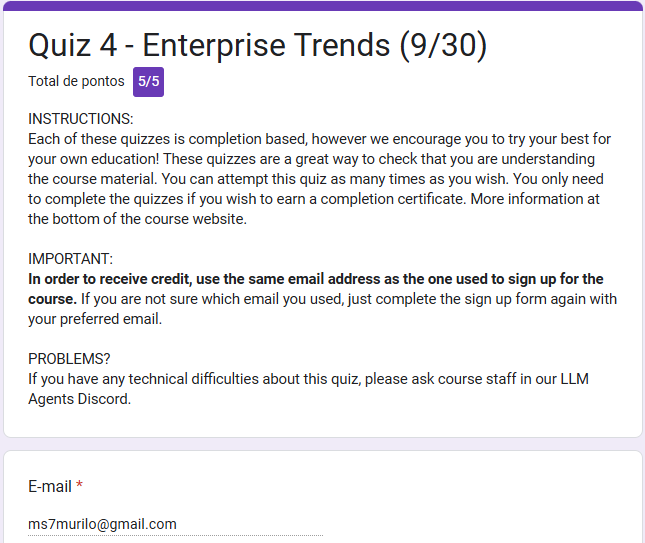 Quiz 4 - Enterprise Trends (9/30)
Total de pontos 5/5
INSTRUCTIONS:
Each of these quizzes is completion based, however we encourage you to try your best for
your own education! These quizzes are a great way to check that you are understanding
the course material. You can attempt this quiz as many times as you wish. You only need
to complete the quizzes if you wish to earn a completion certificate. More information at
the bottom of the course website.
IMPORTANT:
In order to receive credit, use the same email address as the one used to sign up for the
course. If you are not sure which email you used, just complete the sign up form again with
your preferred email.
PROBLEMS?
If you have any technical difficulties about this quiz, please ask course staff in our LLM
Agents Discord.
E-mail *
ms7murilo@gmail.com